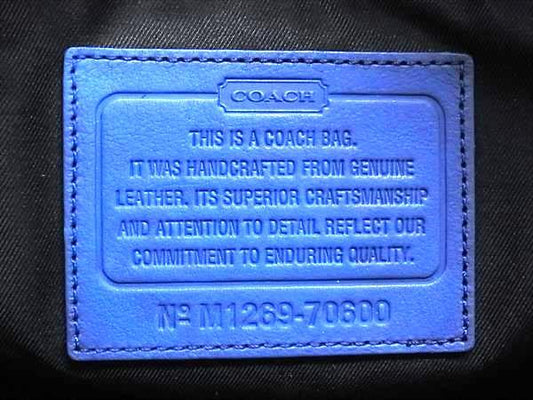 COACH
THIS IS A COACH BAG.
IT WAS HANDCRAFTED FROM GENUINE
LEATHER. ITS SUPERIOR CRAFTSMANSHIP
AND ATTENTION TO DETAIL REFLECT OUR
COMMITMENT TO ENDURING QUALITY.
Nº M1269-70600